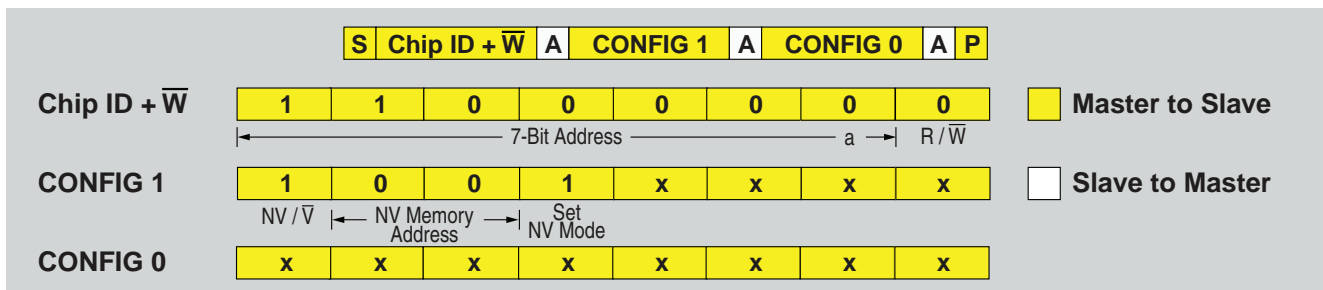 S Chip ID + W̅ A CONFIG 1 A CONFIG 0 A P
Chip ID + W̅ 1 1 0 0 0 0 0 0 Master to Slave
7-Bit Address a R / W̅
CONFIG 1 1 0 0 1 x x x x Slave to Master
NV / V̅ NV Memory Address Set NV Mode
CONFIG 0 x x x x x x x x